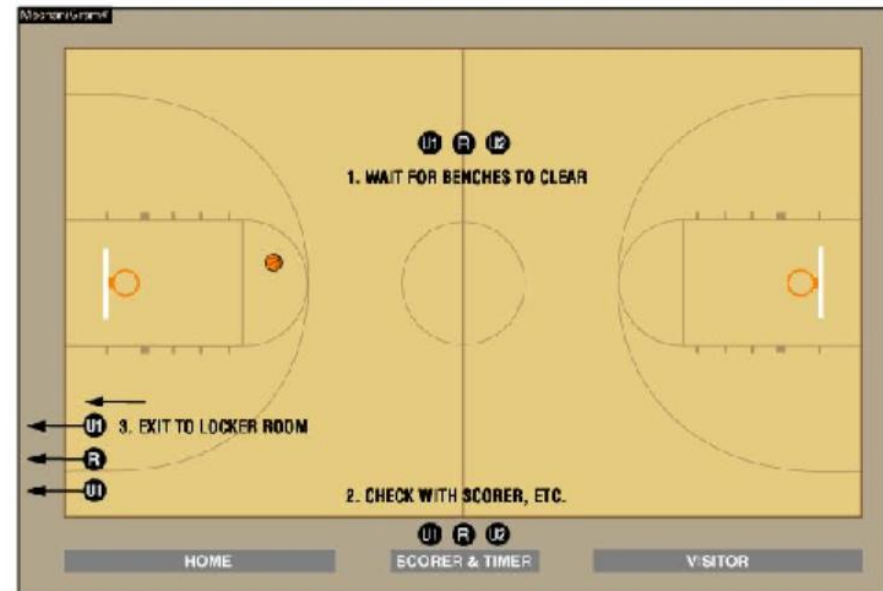 MechaniGram®
U1 R U2
1. WAIT FOR BENCHES TO CLEAR
U1 3. EXIT TO LOCKER ROOM
R
U1
2. CHECK WITH SCORER, ETC.
U1 R U2
HOME SCORER & TIMER VISITOR